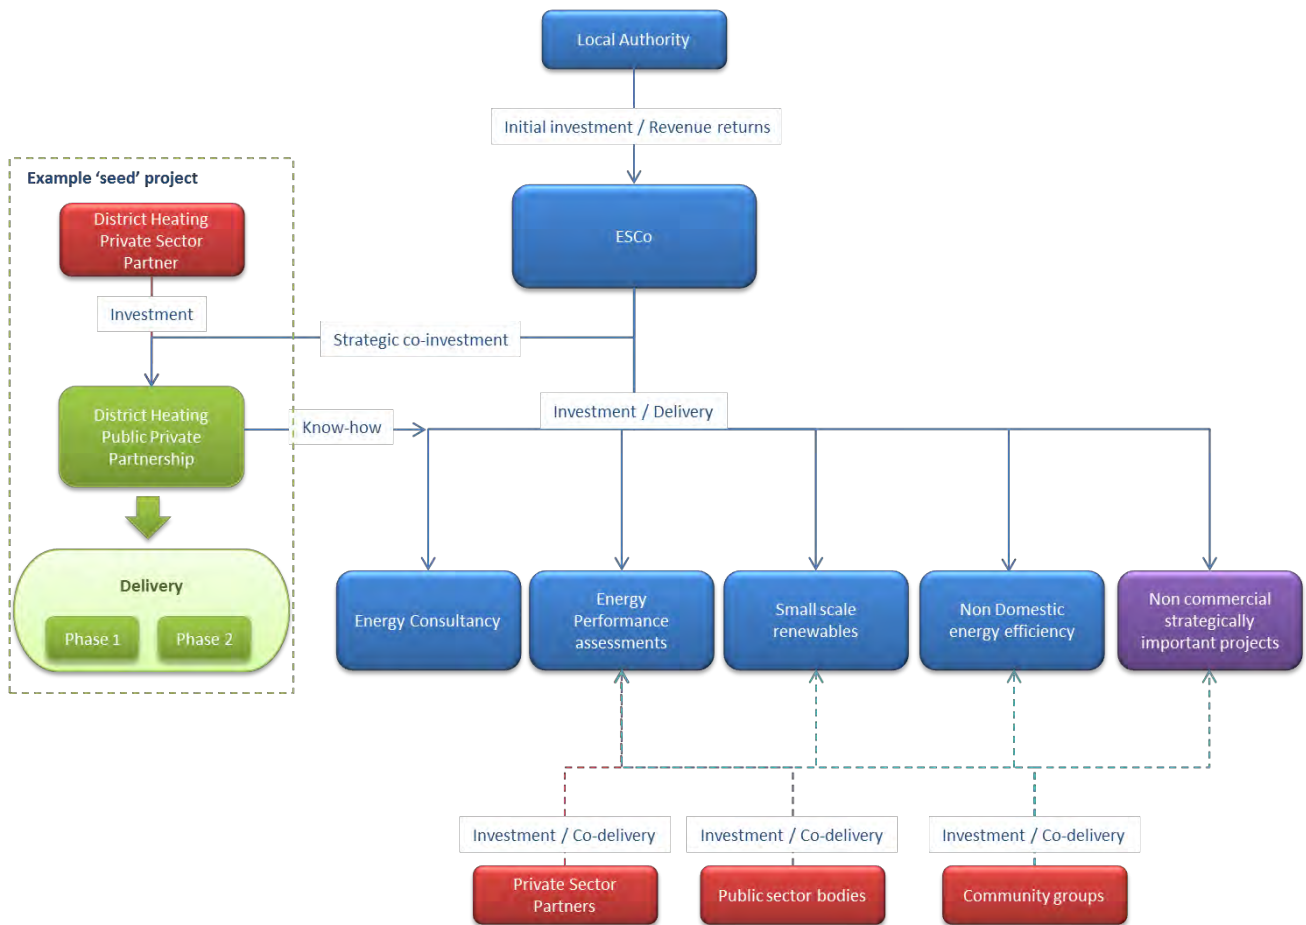 Local Authority
Initial investment / Revenue returns
Example ‘seed’ project
District Heating
Private Sector
Partner
ESCo
Investment
Strategic co-investment
District Heating
Public Private
Partnership
Know-how
Investment / Delivery
Delivery
Phase 1
Phase 2
Energy Consultancy
Energy
Performance
assessments
Small scale
renewables
Non Domestic
energy efficiency
Non commercial
strategically
important projects
Investment / Co-delivery
Investment / Co-delivery
Investment / Co-delivery
Private Sector
Partners
Public sector bodies
Community groups